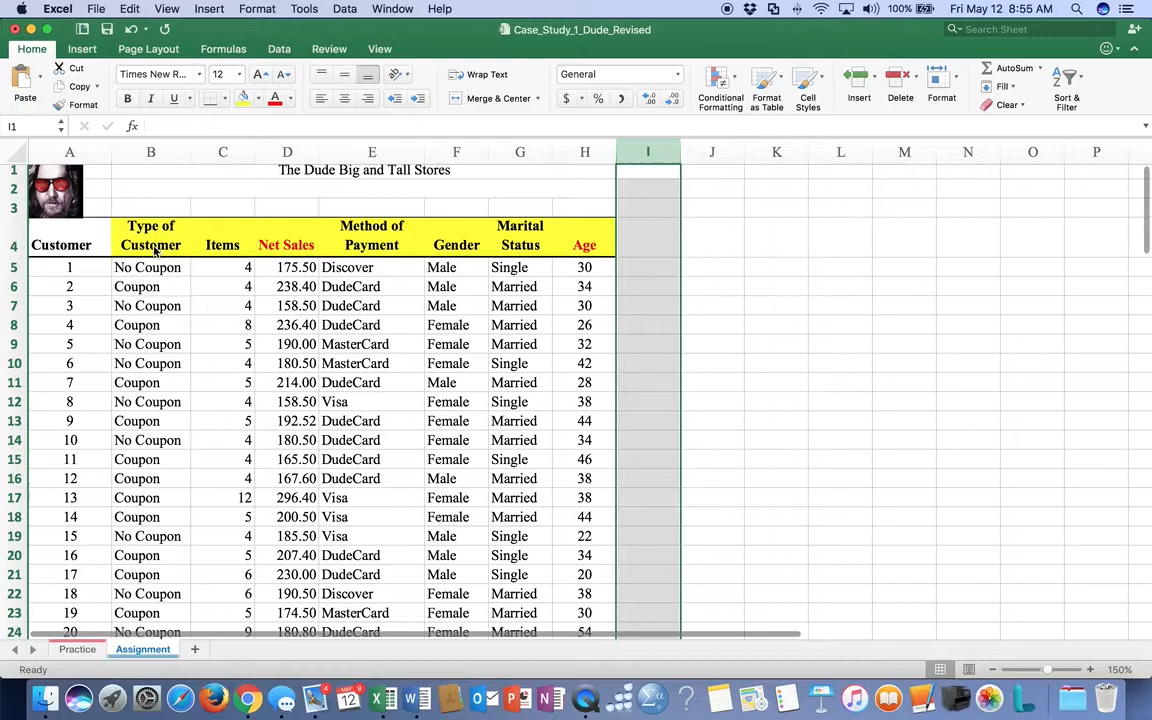 Excel File Edit View Insert Format Tools Data Window Help 100% Fri May 12 8:55 AM
Case_Study_1_Dude_Revised
Search Sheet
Home Insert Page Layout Formulas Data Review View
Paste Cut Copy Format
Times New R... 12
B I U
Wrap Text
Merge & Center
General
$ %
Conditional Formatting
Format as Table
Cell Styles
Insert Delete Format
AutoSum Fill Clear
Sort & Filter
I1 fx
A B C D E F G H I J K L M N O P
1 The Dude Big and Tall Stores
2
3
4 Customer Type of Customer Items Net Sales Method of Payment Gender Marital Status Age
5 1 No Coupon 4 175.50 Discover Male Single 30
6 2 Coupon 4 238.40 DudeCard Male Married 34
7 3 No Coupon 4 158.50 DudeCard Male Married 30
8 4 Coupon 8 236.40 DudeCard Female Married 26
9 5 No Coupon 4 190.00 MasterCard Female Married 32
10 6 No Coupon 4 180.50 MasterCard Female Single 42
11 7 Coupon 5 214.00 DudeCard Male Married 28
12 8 No Coupon 4 158.50 Visa Female Single 38
13 9 Coupon 5 192.52 DudeCard Female Married 44
14 10 No Coupon 4 180.50 DudeCard Female Married 34
15 11 Coupon 4 165.50 DudeCard Female Single 46
16 12 Coupon 4 167.60 DudeCard Male Married 38
17 13 Coupon 12 296.40 Visa Female Married 38
18 14 Coupon 5 200.50 Visa Female Married 44
19 15 No Coupon 4 185.50 Visa Male Single 22
20 16 Coupon 5 207.40 DudeCard Female Single 34
21 17 Coupon 6 230.00 DudeCard Male Single 20
22 18 No Coupon 6 190.50 Discover Female Married 38
23 19 Coupon 5 174.50 MasterCard Female Married 30
24 20 No Coupon 9 180.80 DudeCard Female Married 54
Practice Assignment +
Ready 150%